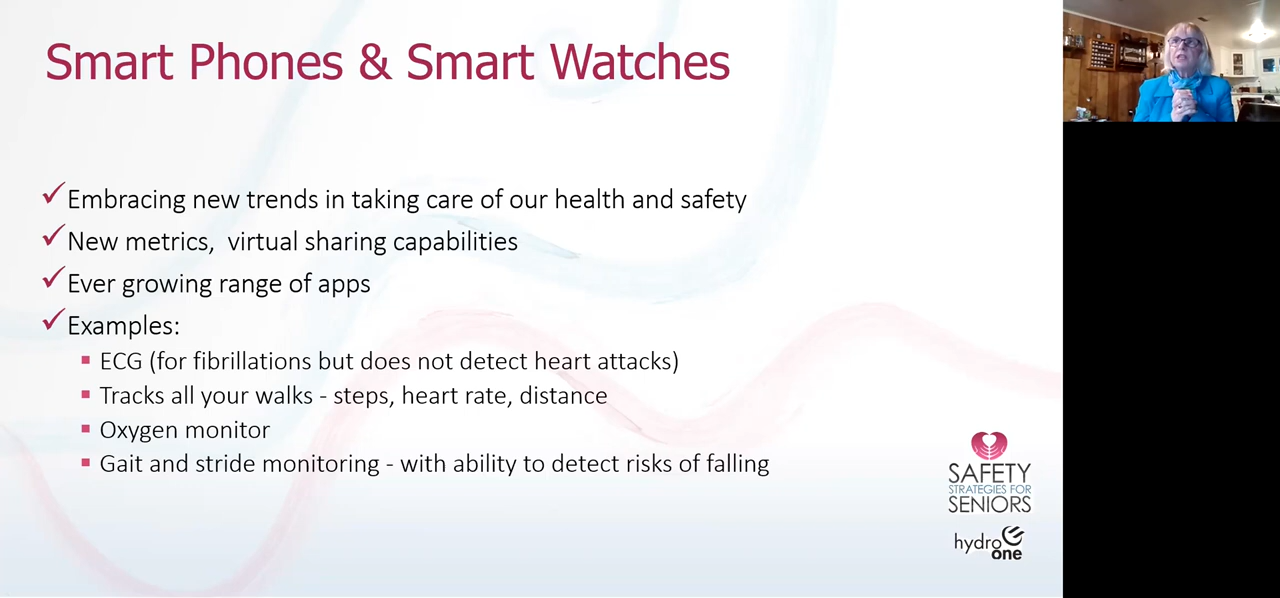 Smart Phones & Smart Watches
Embracing new trends in taking care of our health and safety
New metrics, virtual sharing capabilities
Ever growing range of apps
Examples:
ECG (for fibrillations but does not detect heart attacks)
Tracks all your walks - steps, heart rate, distance
Oxygen monitor
Gait and stride monitoring - with ability to detect risks of falling
SAFETY
STRATEGIES FOR
SENIORS
hydro
one